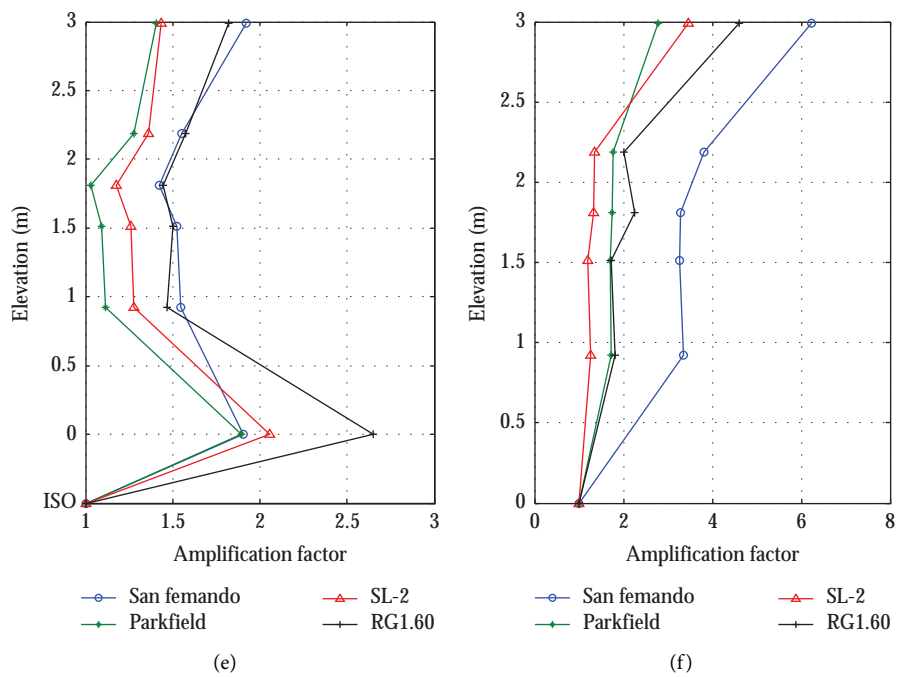 3
2.5
2
1.5
1
0.5
0
ISO
Elevation (m)
1
1.5
2
2.5
3
Amplification factor
San femando
Parkfield
SL-2
RG1.60
(e)
3
2.5
2
1.5
1
0.5
0
Elevation (m)
0
2
4
6
8
Amplification factor
San femando
Parkfield
SL-2
RG1.60
(f)